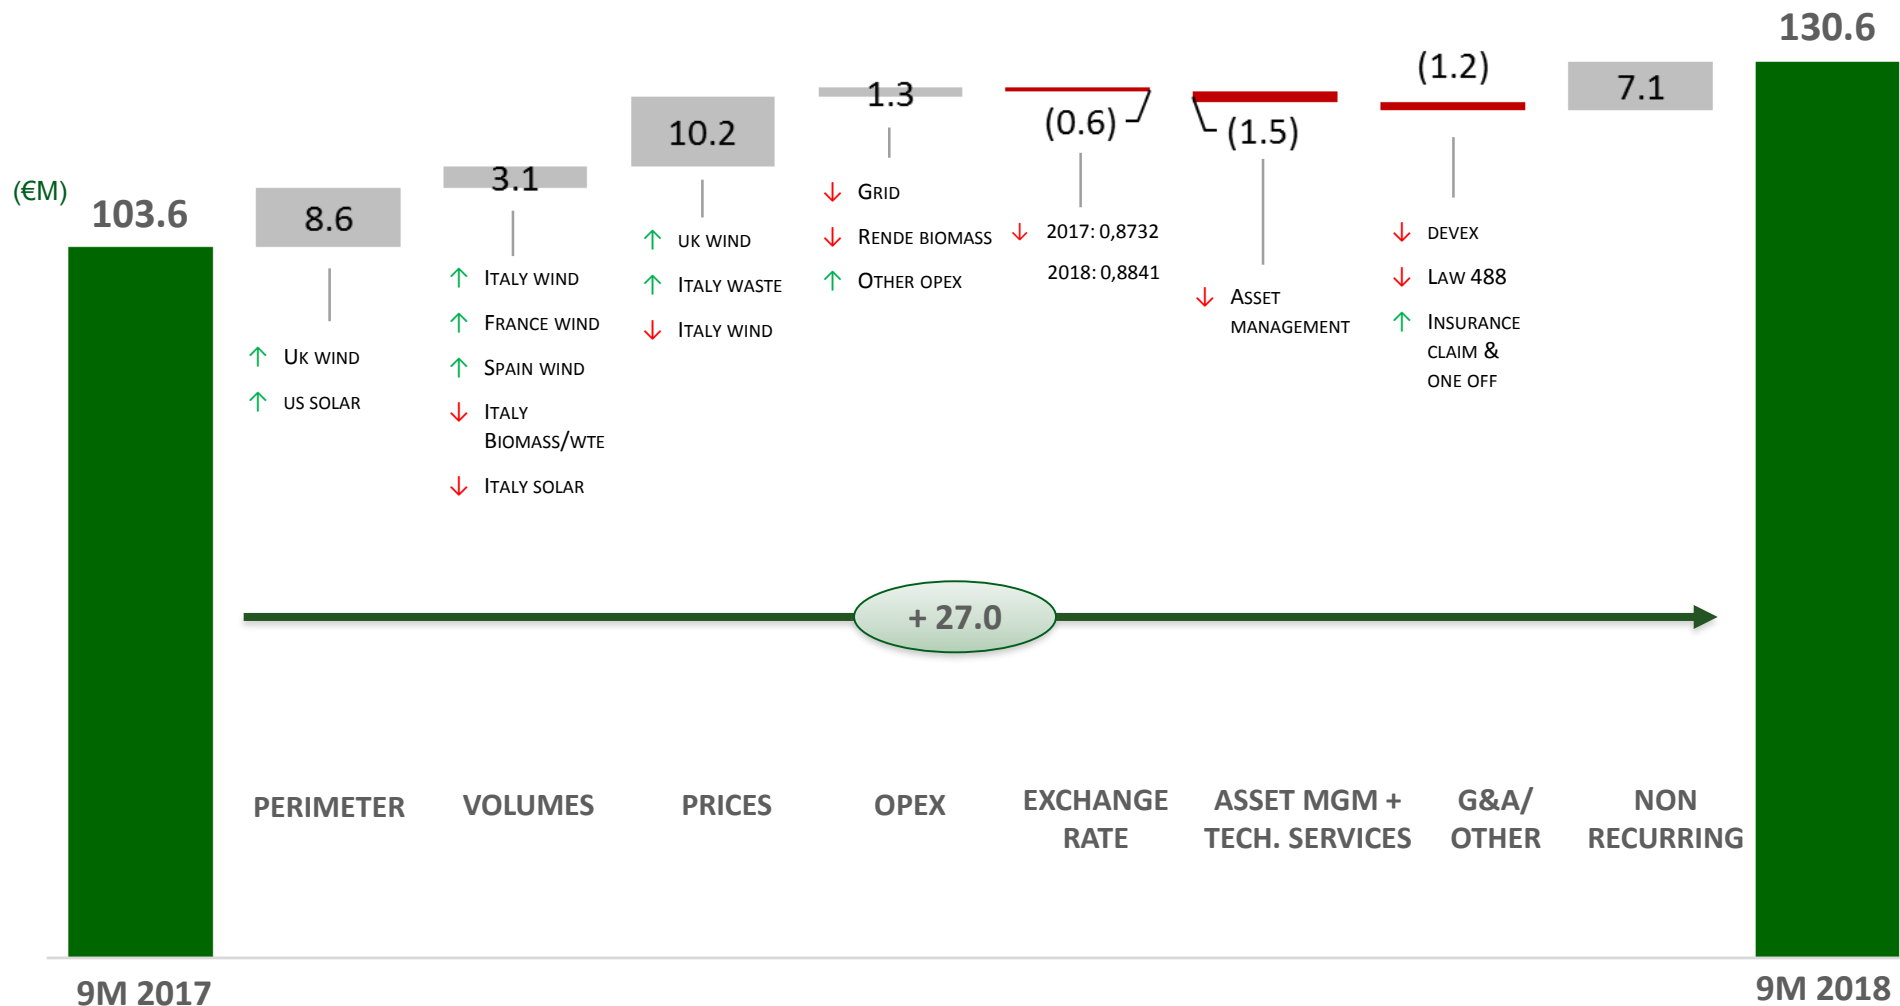 (€M)
103.6
8.6
3.1
10.2
1.3
(0.6)
(1.5)
(1.2)
7.1
130.6
↑ UK WIND
↑ US SOLAR
↑ ITALY WIND
↑ FRANCE WIND
↑ SPAIN WIND
↓ ITALY
BIOMASS/WTE
↓ ITALY SOLAR
↑ UK WIND
↑ ITALY WASTE
↓ ITALY WIND
↓ GRID
↓ RENDE BIOMASS
↑ OTHER OPEX
↓ 2017: 0,8732
2018: 0,8841
↓ ASSET
MANAGEMENT
↓ DEVEX
↓ LAW 488
↑ INSURANCE
CLAIM &
ONE OFF
+ 27.0
PERIMETER
VOLUMES
PRICES
OPEX
EXCHANGE
RATE
ASSET MGM +
TECH. SERVICES
G&A/
OTHER
NON
RECURRING
9M 2017
9M 2018